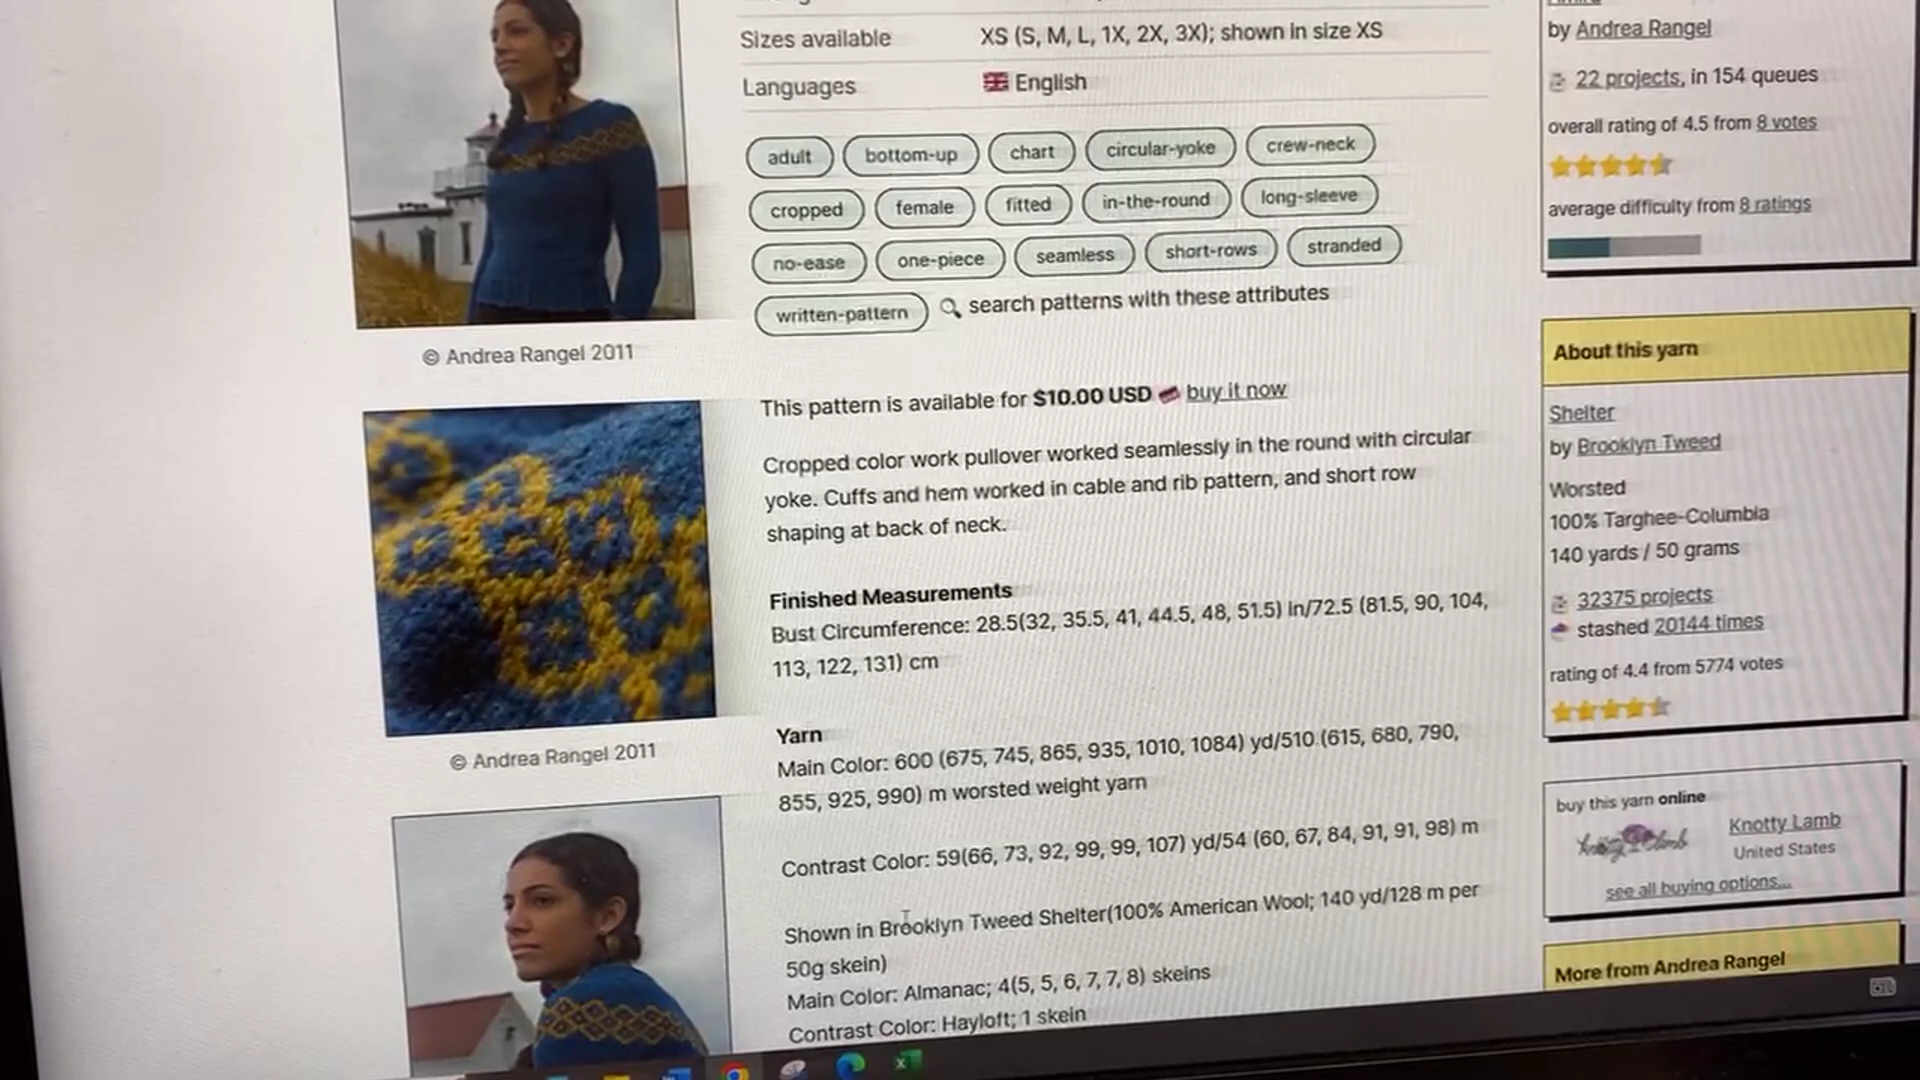 Sizes available
XS (S, M, L, 1X, 2X, 3X); shown in size XS
Languages
English
adult
bottom-up
chart
circular-yoke
crew-neck
cropped
female
fitted
in-the-round
long-sleeve
no-ease
one-piece
seamless
short-rows
stranded
written-pattern
search patterns with these attributes
© Andrea Rangel 2011
This pattern is available for $10.00 USD buy it now
Cropped color work pullover worked seamlessly in the round with circular
yoke. Cuffs and hem worked in cable and rib pattern, and short row
shaping at back of neck.
Finished Measurements
Bust Circumference: 28.5(32, 35.5, 41, 44.5, 48, 51.5) in/72.5 (81.5, 90, 104,
113, 122, 131) cm
© Andrea Rangel 2011
Yarn
Main Color: 600 (675, 745, 865, 935, 1010, 1084) yd/510 (615, 680, 790,
855, 925, 990) m worsted weight yarn
Contrast Color: 59(66, 73, 92, 99, 99, 107) yd/54 (60, 67, 84, 91, 91, 98) m
Shown in Brooklyn Tweed Shelter(100% American Wool; 140 yd/128 m per
50g skein)
Main Color: Almanac; 4(5, 5, 6, 7, 7, 8) skeins
Contrast Color: Hayloft; 1 skein
by Andrea Rangel
22 projects, in 154 queues
overall rating of 4.5 from 8 votes
average difficulty from 8 ratings
About this yarn
Shelter
by Brooklyn Tweed
Worsted
100% Targhee-Columbia
140 yards / 50 grams
32375 projects
stashed 20144 times
rating of 4.4 from 5774 votes
buy this yarn online
Knotty Lamb
Knotty Lamb
United States
see all buying options...
More from Andrea Rangel